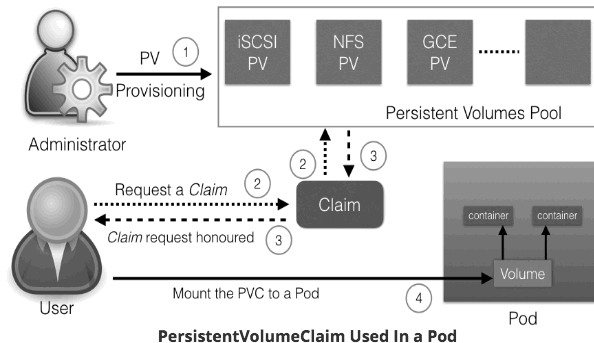 PV
1
Provisioning
Administrator
iSCSI
PV
NFS
PV
GCE
PV
Persistent Volumes Pool
2
3
Request a Claim
2
Claim
Claim request honoured
3
User
Mount the PVC to a Pod
4
container
container
Volume
Pod
PersistentVolumeClaim Used In a Pod